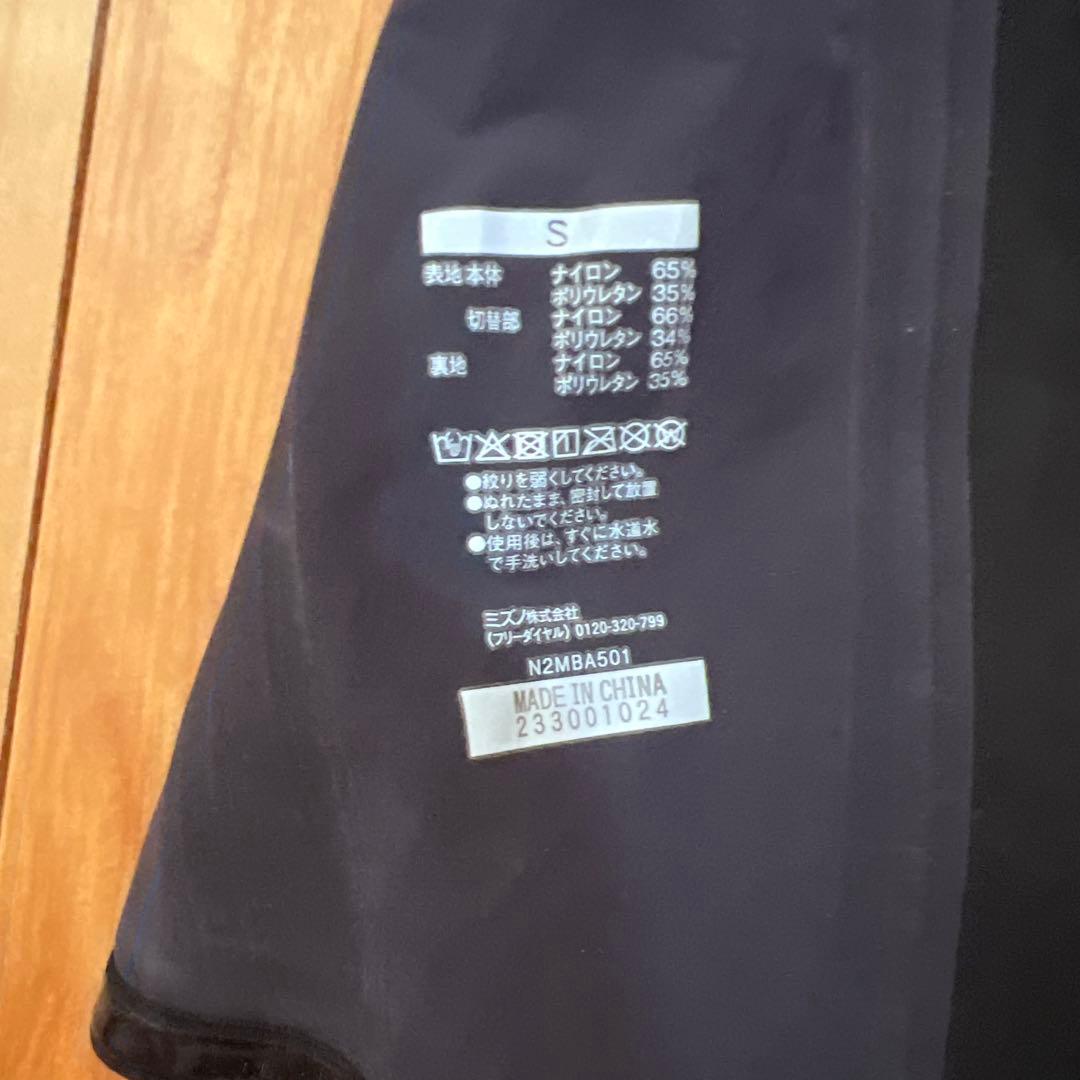 S
表地 本体 ナイロン 65%
ポリウレタン 35%
切替部 ナイロン 66%
ポリウレタン 34%
裏地 ナイロン 65%
ポリウレタン 35%
●絞りを弱くしてください。
●ぬれたまま、密封して放置
しないでください。
●使用後は、すぐに水道水
で手洗いしてください。
ミズノ株式会社
(フリーダイヤル) 0120-320-799
N2MBA501
MADE IN CHINA
233001024